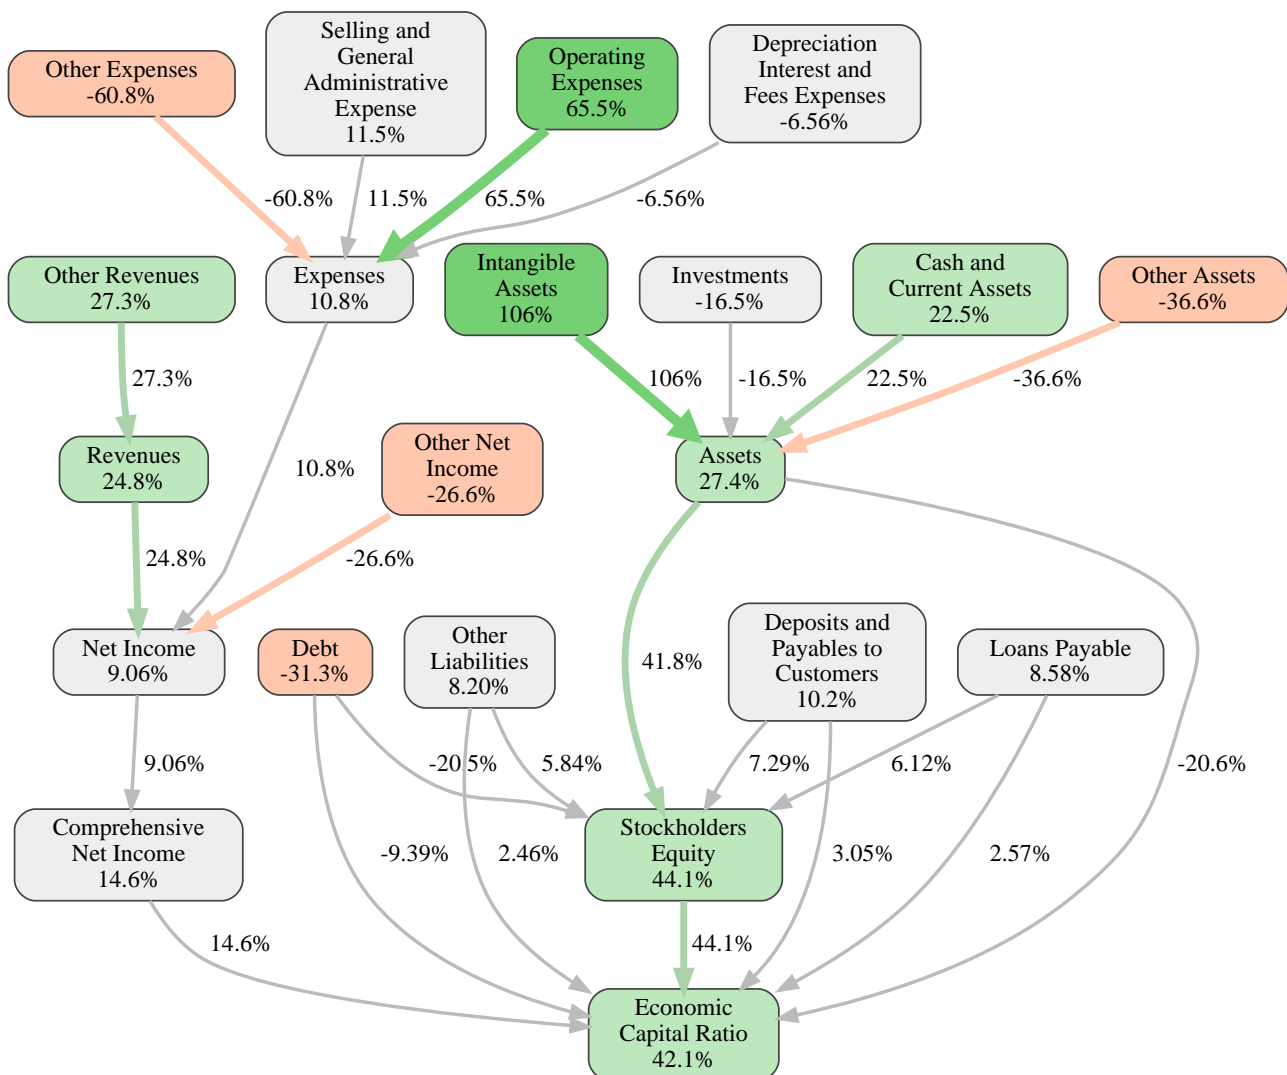 Other Expenses
-60.8%
Selling and
General
Administrative
Expense
11.5%
Operating
Expenses
65.5%
Depreciation
Interest and
Fees Expenses
-6.56%
-60.8%
11.5%
65.5%
-6.56%
Other Revenues
27.3%
Expenses
10.8%
Intangible
Assets
106%
Investments
-16.5%
Cash and
Current Assets
22.5%
Other Assets
-36.6%
27.3%
106%
-16.5%
22.5%
-36.6%
Revenues
24.8%
10.8%
Other Net
Income
-26.6%
Assets
27.4%
24.8%
-26.6%
Net Income
9.06%
Debt
-31.3%
Other
Liabilities
8.20%
41.8%
Deposits and
Payables to
Customers
10.2%
Loans Payable
8.58%
9.06%
-20.5%
5.84%
7.29%
6.12%
-20.6%
Comprehensive
Net Income
14.6%
-9.39%
2.46%
Stockholders
Equity
44.1%
3.05%
2.57%
14.6%
44.1%
Economic
Capital Ratio
42.1%